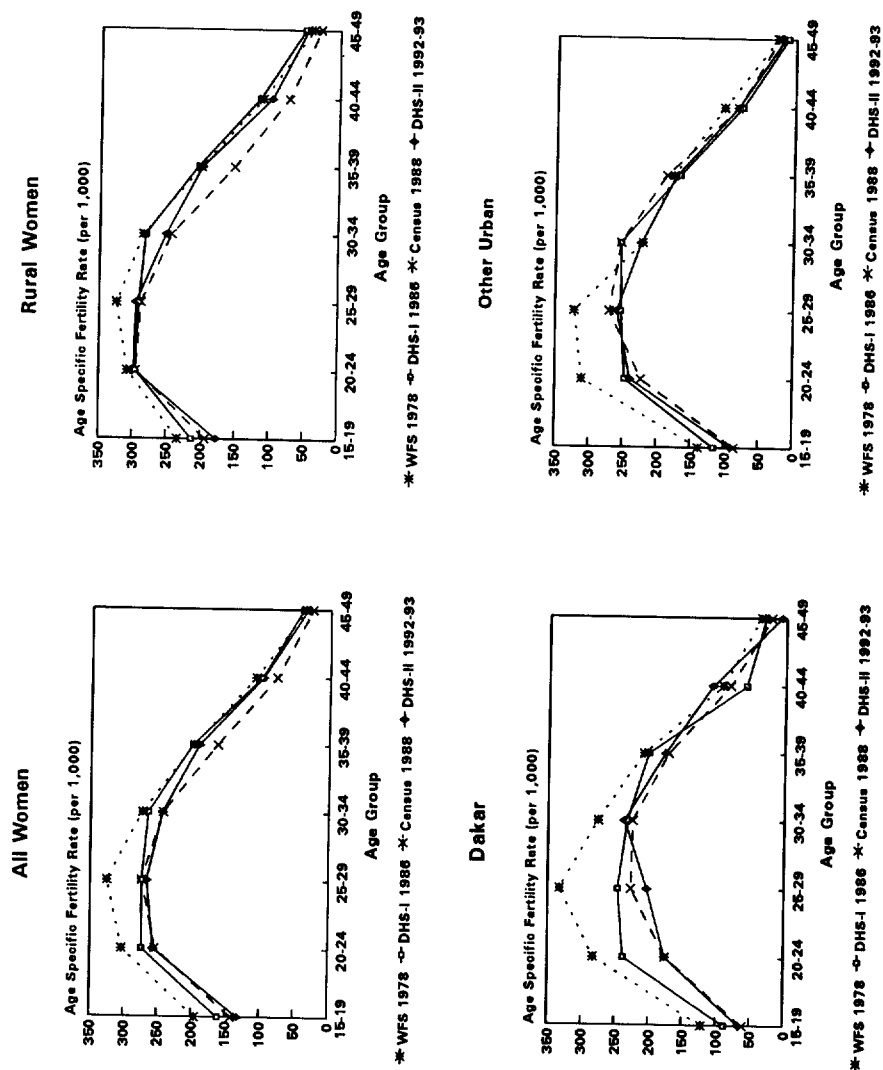 All Women
Age Specific Fertility Rate (per 1,000)
350
300
250
200
150
100
50
0
15-19 20-24 25-29 30-34 35-39 40-44 45-49
Age Group
WFS 1978 DHS-I 1986 Census 1988 DHS-II 1992-93
Rural Women
Age Specific Fertility Rate (per 1,000)
350
300
250
200
150
100
50
0
15-19 20-24 25-29 30-34 35-39 40-44 45-49
Age Group
WFS 1978 DHS-I 1986 Census 1988 DHS-II 1992-93
Dakar
Age Specific Fertility Rate (per 1,000)
350
300
250
200
150
100
50
0
15-19 20-24 25-29 30-34 35-39 40-44 45-49
Age Group
WFS 1978 DHS-I 1986 Census 1988 DHS-II 1992-93
Other Urban
Age Specific Fertility Rate (per 1,000)
350
300
250
200
150
100
50
0
15-19 20-24 25-29 30-34 35-39 40-44 45-49
Age Group
WFS 1978 DHS-I 1986 Census 1988 DHS-II 1992-93